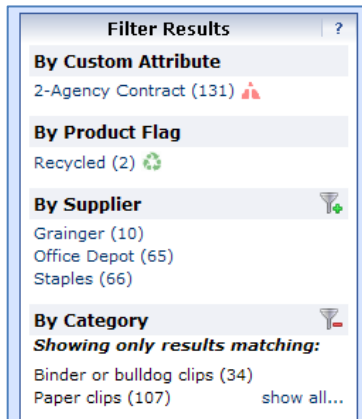 Filter Results ?
By Custom Attribute
2-Agency Contract (131)
By Product Flag
Recycled (2)
By Supplier
Grainger (10)
Office Depot (65)
Staples (66)
By Category
Showing only results matching:
Binder or bulldog clips (34)
Paper clips (107) show all...